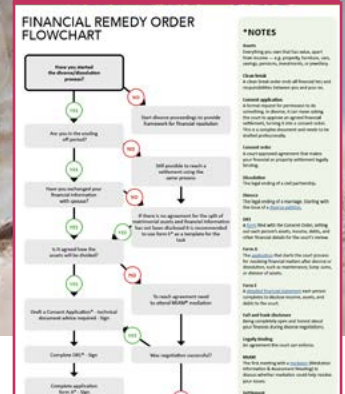 FINANCIAL REMEDY ORDER
FLOWCHART
Have you started
the divorce/dissolution
process?
NO
YES
Start divorce proceedings to provide
framework for financial resolution
Are you in the cooling
off period?
NO
YES
Still possible to reach a
settlement using the
same process
Have you exchanged your
financial information
with spouse?
NO
YES
If there is no agreement for the split of
matrimonial assets and financial information
has not been disclosed it is recommended
to use form E* as a template for the
task
Is it agreed how the
assets will be divided?
NO
YES
To reach agreement need
to attend MIAM* meeting
Draft a Consent Application* - technical
document advice required - Sign
YES
Complete D81* - Sign
Was negotiation successful?
Complete application
form A* - Sign
*NOTES
Assets
Everything you own that has value, apart
from income — e.g. property, furniture, cars,
savings, pensions, investments, or jewellery.
Clean break
A clean break order ends all financial ties and
responsibilities between you and your ex.
Consent application
A formal request for permission to do
something. In divorce, it can mean asking
the court to approve an agreed financial
settlement, turning it into a consent order.
This is a complex document and needs to be
drafted professionally.
Consent order
A court-approved agreement that makes
your financial or property settlement legally
binding.
Dissolution
The legal ending of a civil partnership.
Divorce
The legal ending of a marriage. Starting with
the issue of a
D81
A form filed with the Consent Order, setting
out each person's assets, income, debts, and
other financial details for the court's review.
Form A
The application that starts the court process
for resolving financial matters after divorce or
dissolution, such as maintenance, lump sums,
or transfer of assets.
Form E
A detailed financial statement each person
completes to disclose income, assets, and
debts to the court.
Full and frank disclosure
Being completely open and honest about
your finances during divorce negotiations.
Legally binding
An agreement the court can enforce.
MIAM
The first meeting with a mediator (Mediation
Information & Assessment Meeting) to
discuss whether mediation could help resolve
your issues.
Settlement